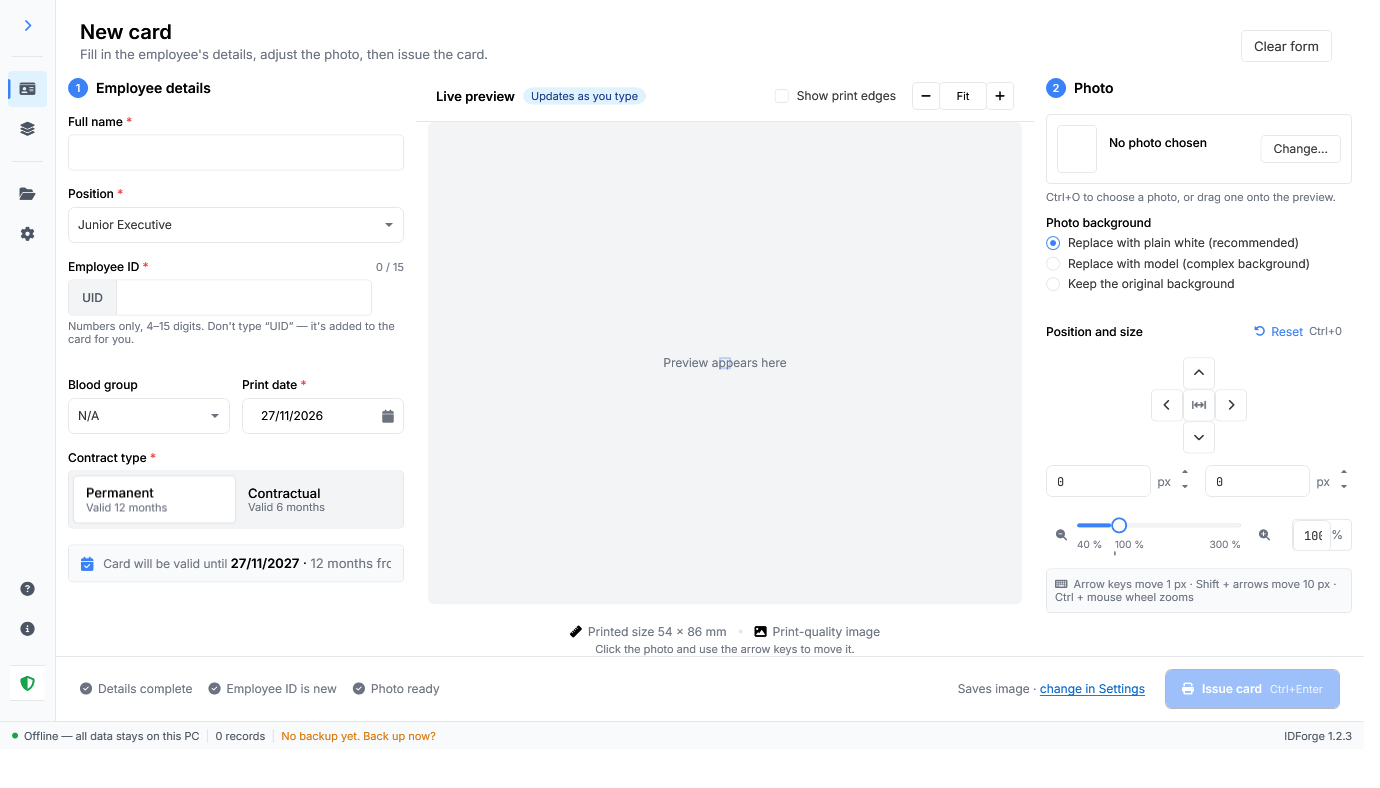 New card
Fill in the employee's details, adjust the photo, then issue the card.
Clear form
1 Employee details
Full name *
Position *
Junior Executive
Employee ID *
0 / 15
UID
Numbers only, 4–15 digits. Don't type “UID” — it's added to the
card for you.
Blood group
Print date *
N/A
27/11/2026
Contract type *
Permanent
Valid 12 months
Contractual
Valid 6 months
Card will be valid until 27/11/2027 · 12 months frc
Live preview
Updates as you type
Show print edges
Fit
Preview appears here
Printed size 54 × 86 mm
Print-quality image
Click the photo and use the arrow keys to move it.
2 Photo
No photo chosen
Change...
Ctrl+O to choose a photo, or drag one onto the preview.
Photo background
Replace with plain white (recommended)
Replace with model (complex background)
Keep the original background
Position and size
Reset Ctrl+0
0 px
0 px
40 %
100 %
300 %
100 %
Arrow keys move 1 px · Shift + arrows move 10 px ·
Ctrl + mouse wheel zooms
Details complete
Employee ID is new
Photo ready
Saves image · change in Settings
Issue card Ctrl+Enter
Offline — all data stays on this PC
0 records
No backup yet. Back up now?
IDForge 1.2.3